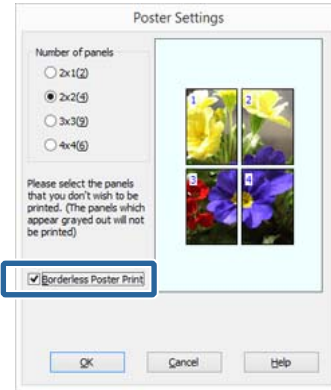 Poster Settings
Number of panels
2x1(2)
2x2(4)
3x3(9)
4x4(6)
1 2
3 4
Please select the panels
that you don't wish to be
printed. (The panels which
appear grayed out will not
be printed)
Borderless Poster Print
OK Cancel Help